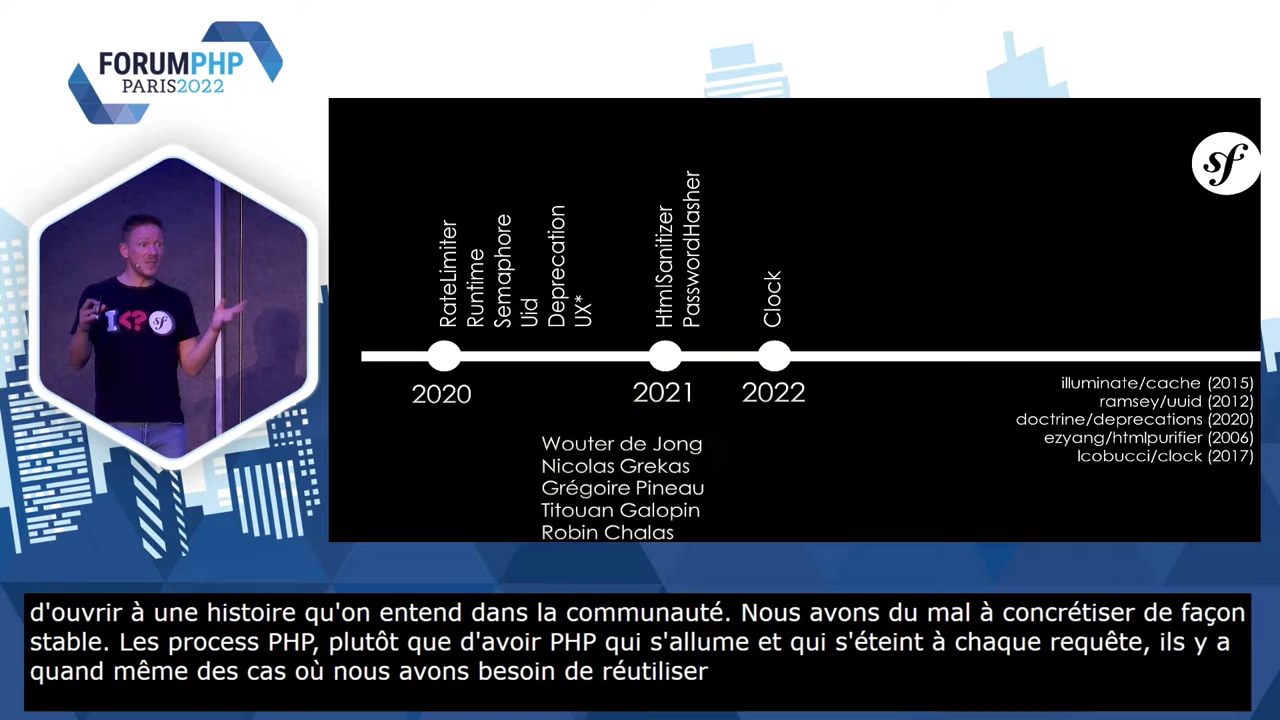 FORUMPHP
PARIS2022
sf
I <? sf
RateLimiter
Runtime
Semaphore
Uid
Deprecation
UX*
HtmlSanitizer
PasswordHasher
Clock
2020
2021
2022
illuminate/cache (2015)
ramsey/uuid (2012)
doctrine/deprecations (2020)
ezyang/htmlpurifier (2006)
lcobucci/clock (2017)
Wouter de Jong
Nicolas Grekas
Grégoire Pineau
Titouan Galopin
Robin Chalas
d'ouvrir à une histoire qu'on entend dans la communauté. Nous avons du mal à concrétiser de façon
stable. Les process PHP, plutôt que d'avoir PHP qui s'allume et qui s'éteint à chaque requête, ils y a
quand même des cas où nous avons besoin de réutiliser